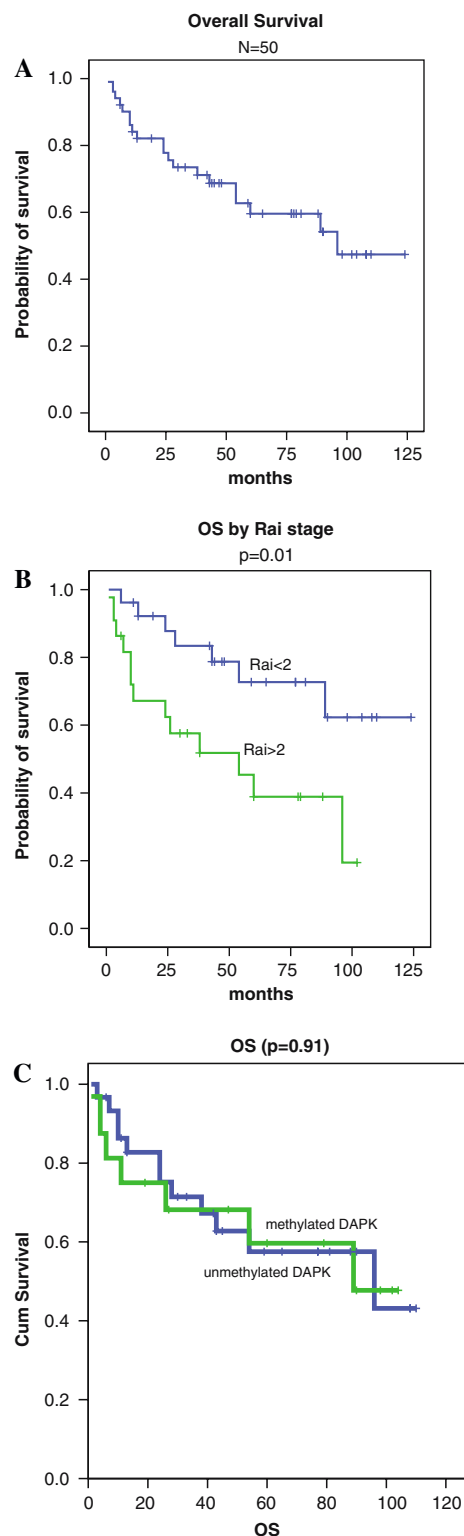 Overall Survival
N=50
A
1.0
0.8
0.6
0.4
0.2
0.0
Probability of survival
0 25 50 75 100 125
months
OS by Rai stage
p=0.01
B
1.0
0.8
0.6
0.4
0.2
0.0
Probability of survival
Rai<2
Rai>2
0 25 50 75 100 125
months
OS (p=0.91)
C
1.0
0.8
0.6
0.4
0.2
0.0
Cum Survival
methylated DAPK
unmethylated DAPK
0 20 40 60 80 100 120
OS